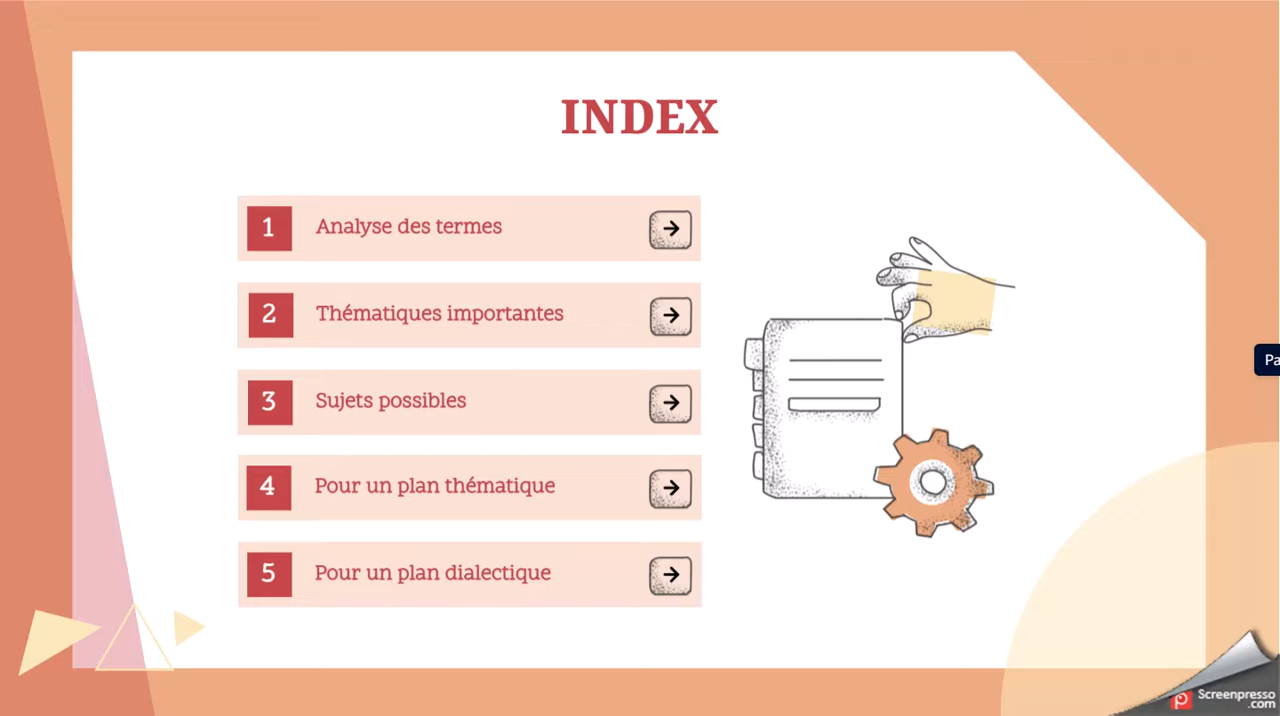 INDEX
1 Analyse des termes
2 Thématiques importantes
3 Sujets possibles
4 Pour un plan thématique
5 Pour un plan dialectique
Pa
Screenpresso
.com